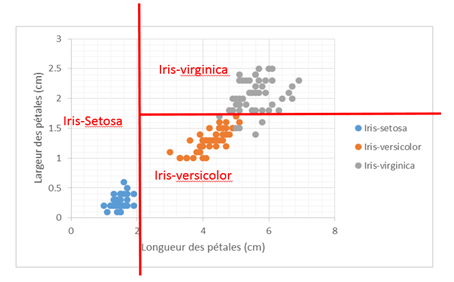 3
2.5
2
1.5
1
0.5
0
0
2
4
6
8
Largeur des pétales (cm)
Longueur des pétales (cm)
Iris-virginica
Iris-Setosa
Iris-versicolor
Iris-setosa
Iris-versicolor
Iris-virginica